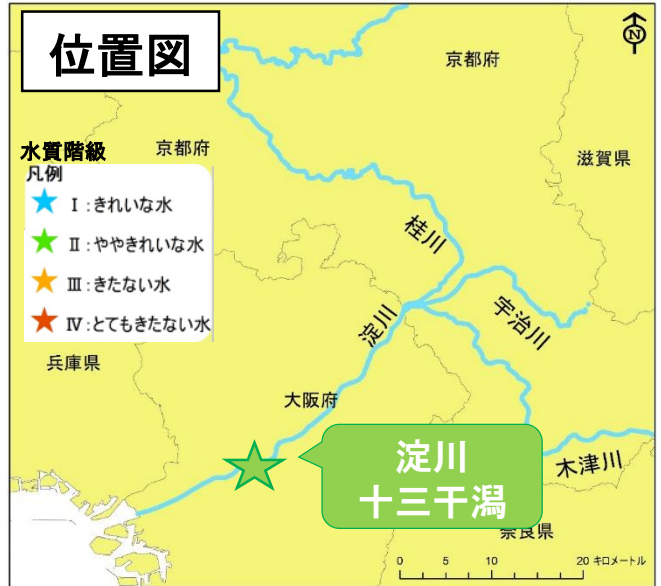 位置図
N
京都府
水質階級
京都府
滋賀県
凡例
Ⅰ:きれいな水
Ⅱ:ややきれいな水
Ⅲ:きたない水
Ⅳ:とてもきたない水
桂川
宇治川
淀川
兵庫県
大阪府
淀川
十三干潟
木津川
奈良県
0 5 10 20 キロメートル